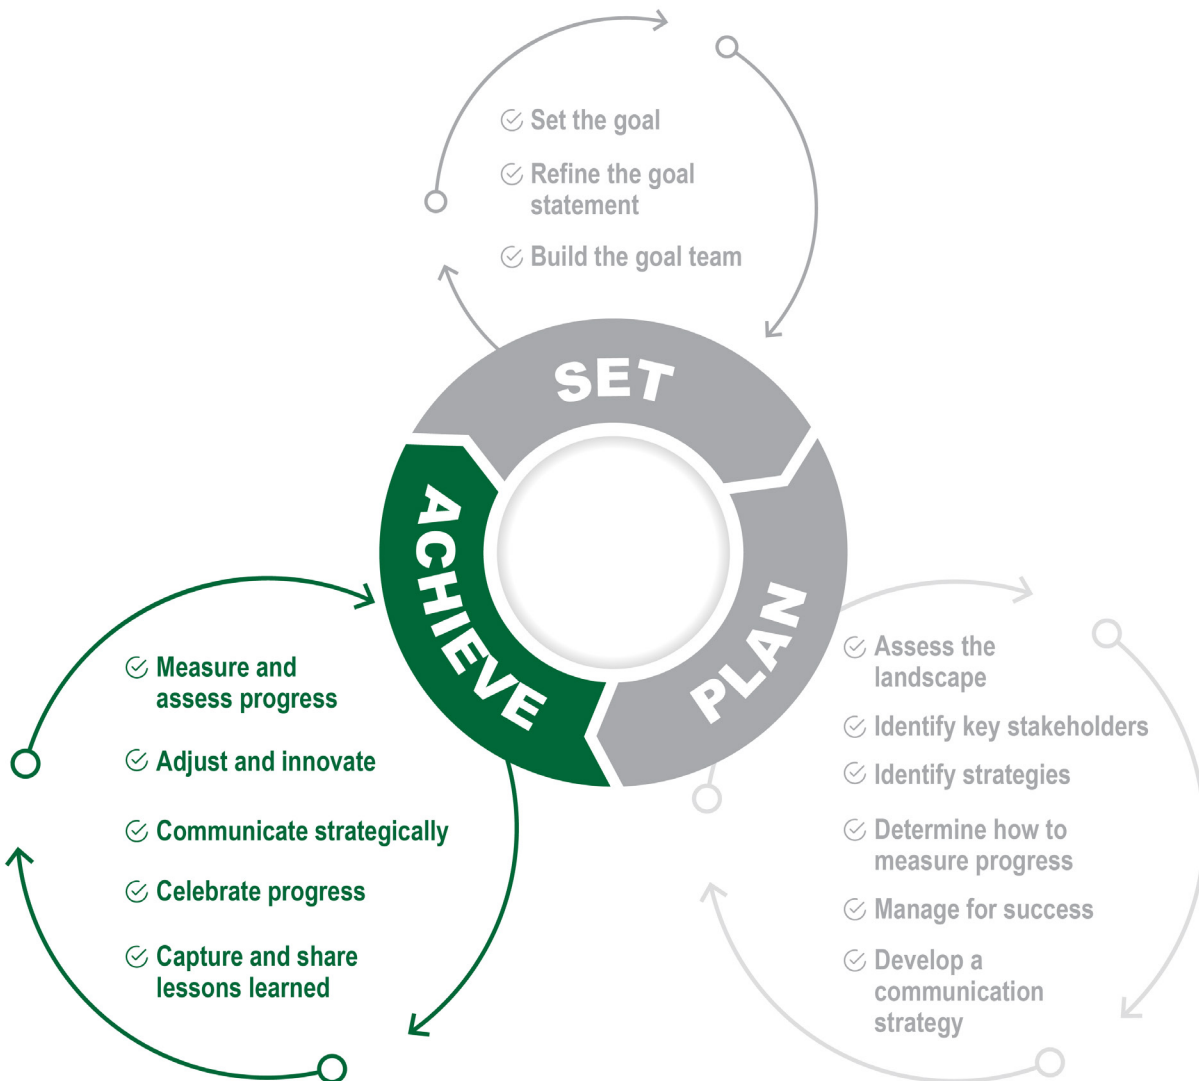 Set the goal
Refine the goal
statement
Build the goal team
SET
PLAN
ACHIEVE
Measure and
assess progress
Adjust and innovate
Communicate strategically
Celebrate progress
Capture and share
lessons learned
Assess the
landscape
Identify key stakeholders
Identify strategies
Determine how to
measure progress
Manage for success
Develop a
communication
strategy